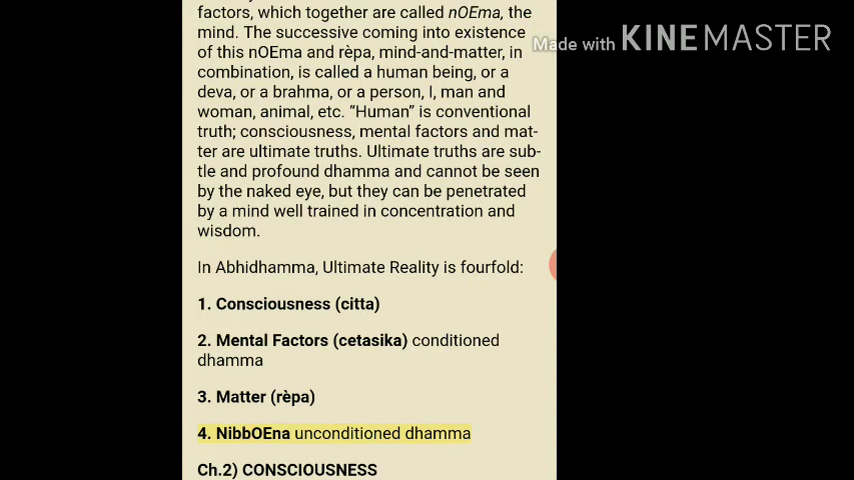 factors, which together are called nOEma, the
mind. The successive coming into existence
of this nOEma and rèpa, mind-and-matter, in
combination, is called a human being, or a
deva, or a brahma, or a person, I, man and
woman, animal, etc. “Human” is conventional
truth; consciousness, mental factors and mat-
ter are ultimate truths. Ultimate truths are sub-
tle and profound dhamma and cannot be seen
by the naked eye, but they can be penetrated
by a mind well trained in concentration and
wisdom.
In Abhidhamma, Ultimate Reality is fourfold:
1. Consciousness (citta)
2. Mental Factors (cetasika) conditioned
dhamma
3. Matter (rèpa)
4. NibbOEna unconditioned dhamma
Ch.2) CONSCIOUSNESS
Made with KINEMASTER